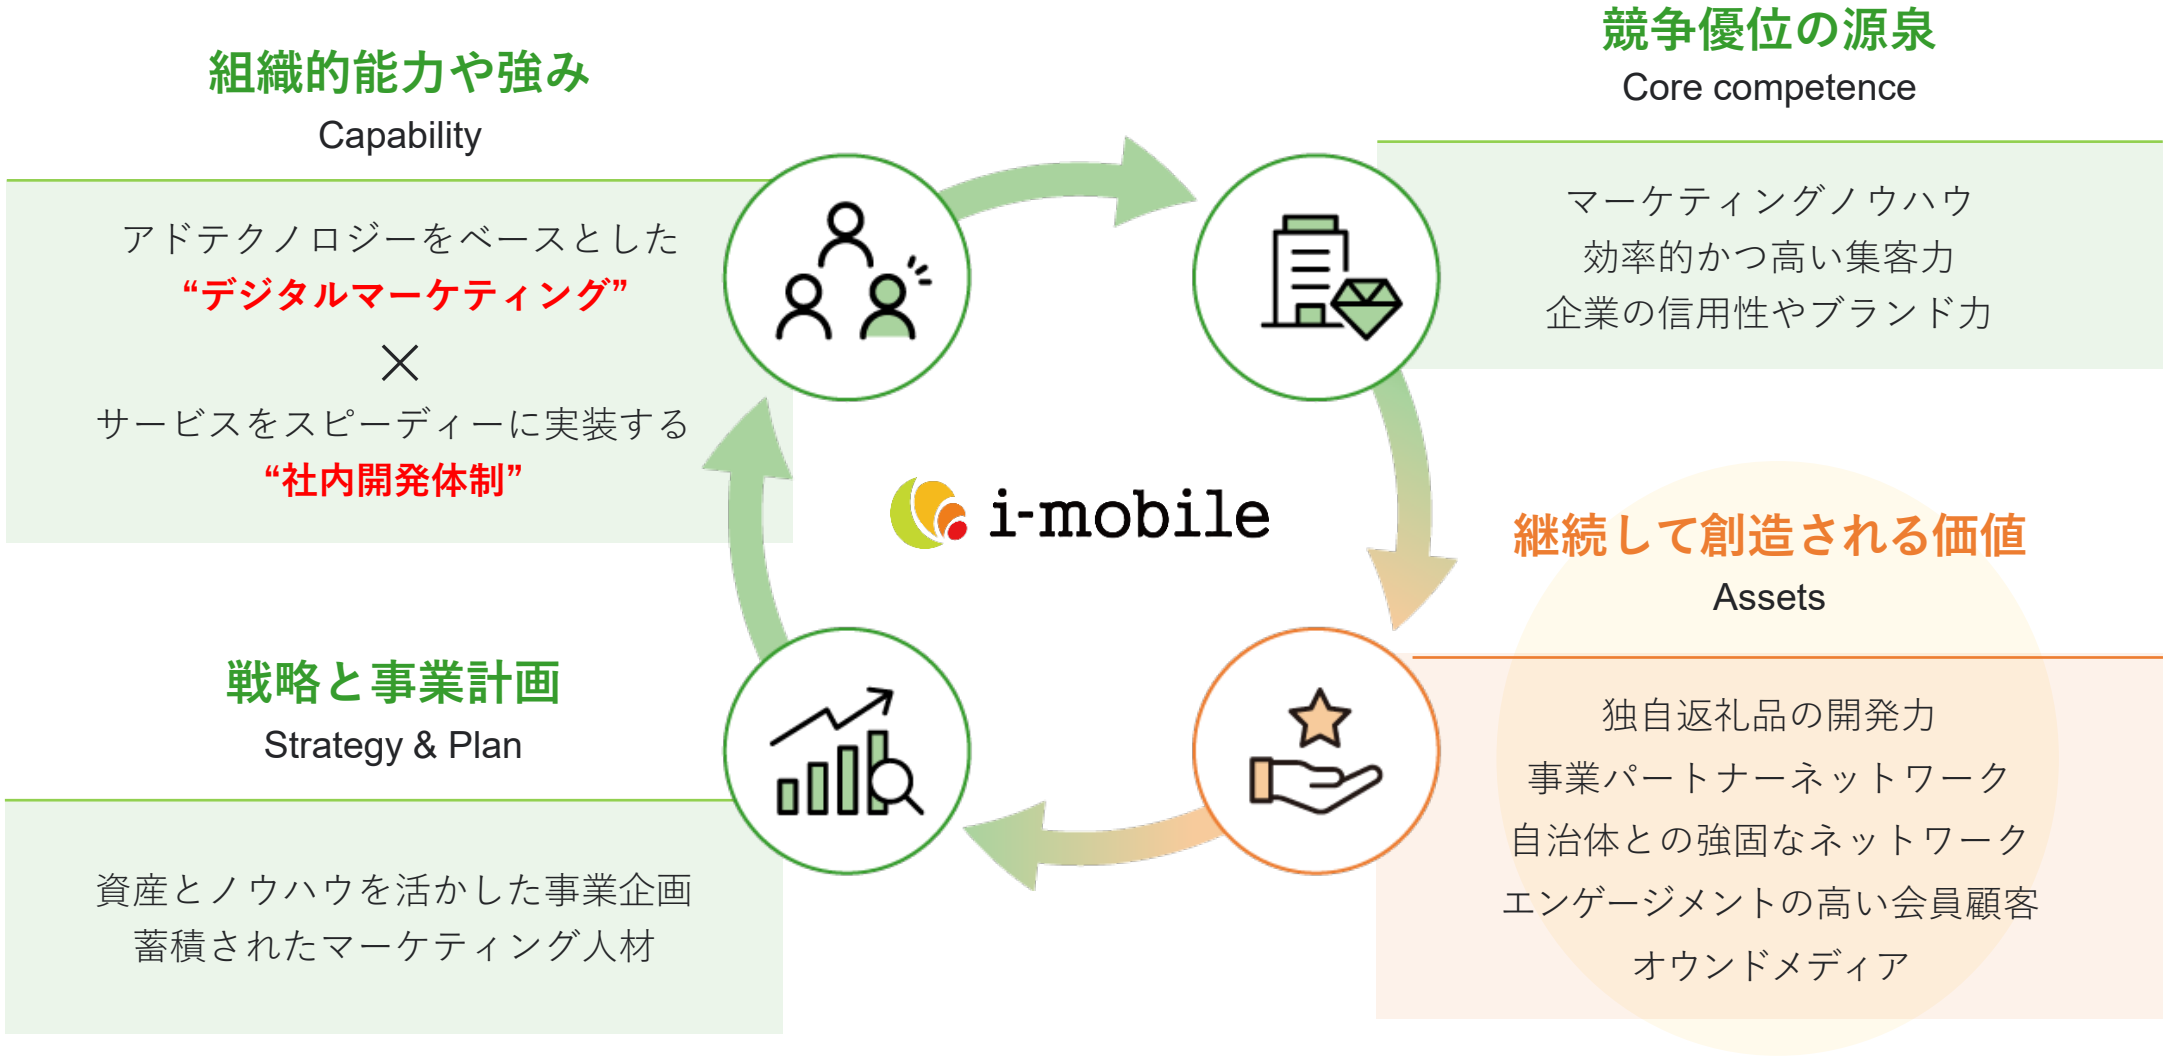 組織的能力や強み
Capability
アドテクノロジーをベースとした
“デジタルマーケティング”
×
サービスをスピーディーに実装する
“社内開発体制”
競争優位の源泉
Core competence
マーケティングノウハウ
効率的かつ高い集客力
企業の信用性やブランド力
i-mobile
継続して創造される価値
Assets
独自返礼品の開発力
事業パートナーネットワーク
自治体との強固なネットワーク
エンゲージメントの高い会員顧客
オウンドメディア
戦略と事業計画
Strategy & Plan
資産とノウハウを活かした事業企画
蓄積されたマーケティング人材